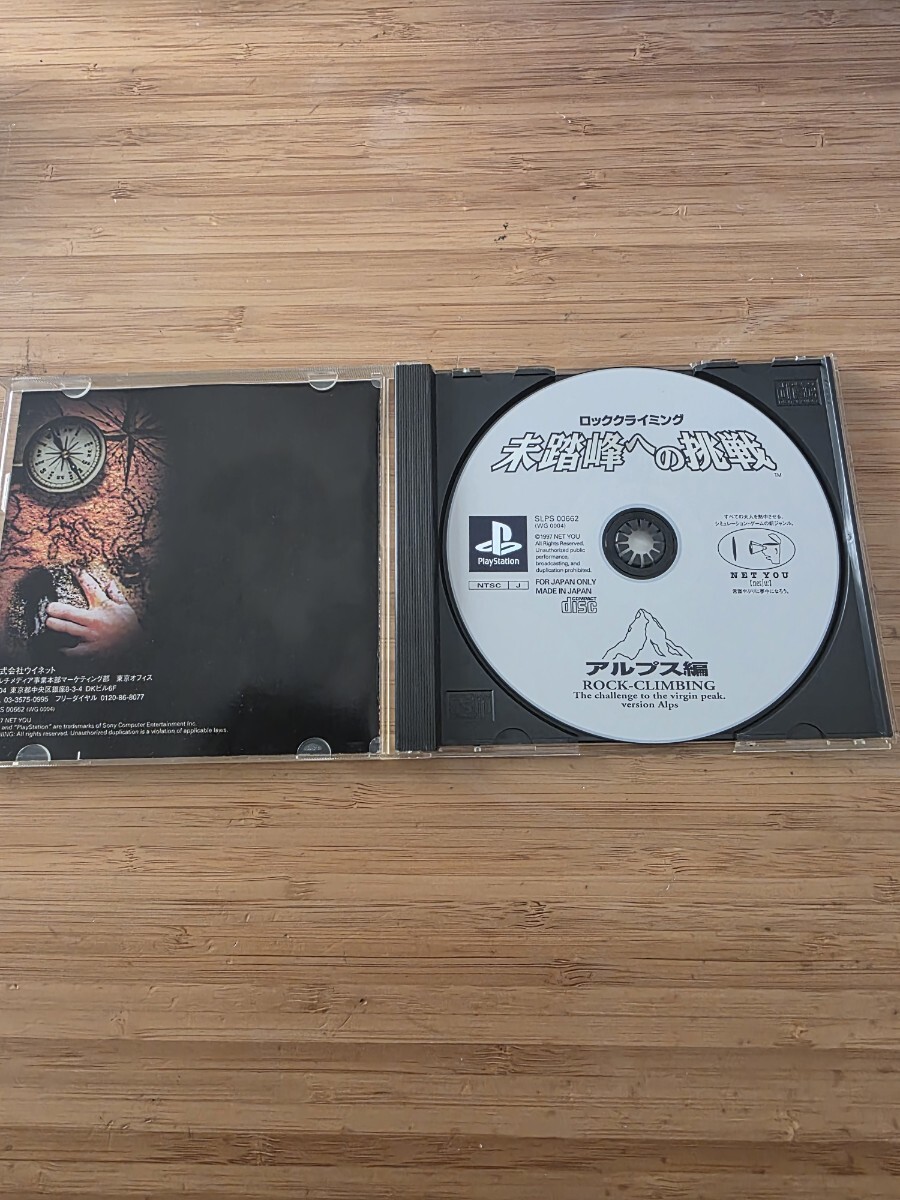 式会社ウイネット
ルチメディア事業本部マーケティング部 東京オフィス
04 東京都中央区銀座8-3-4 DKビル6F
03-3575-0995 フリーダイヤル 0120-86-8077
S 00662 (WG 0004)
7 NET YOU
and "PlayStation" are trademarks of Sony Computer Entertainment Inc.
NING: All rights reserved. Unauthorized duplication is a violation of applicable laws.
ロッククライミング
未踏峰への挑戦
TM
PlayStation
SLPS 00662
(WG 0004)
©1997 NET YOU
All Rights Reserved.
Unauthorized public
performance,
broadcasting, and
duplication prohibited.
NTSC J
FOR JAPAN ONLY
MADE IN JAPAN
COMPACT
disc
すべての大人を熱中させる、
シミュレーション・ゲームの新ジャンル。
NET YOU
アルプス編
ROCK-CLIMBING
The challenge to the virgin peak.
version Alps